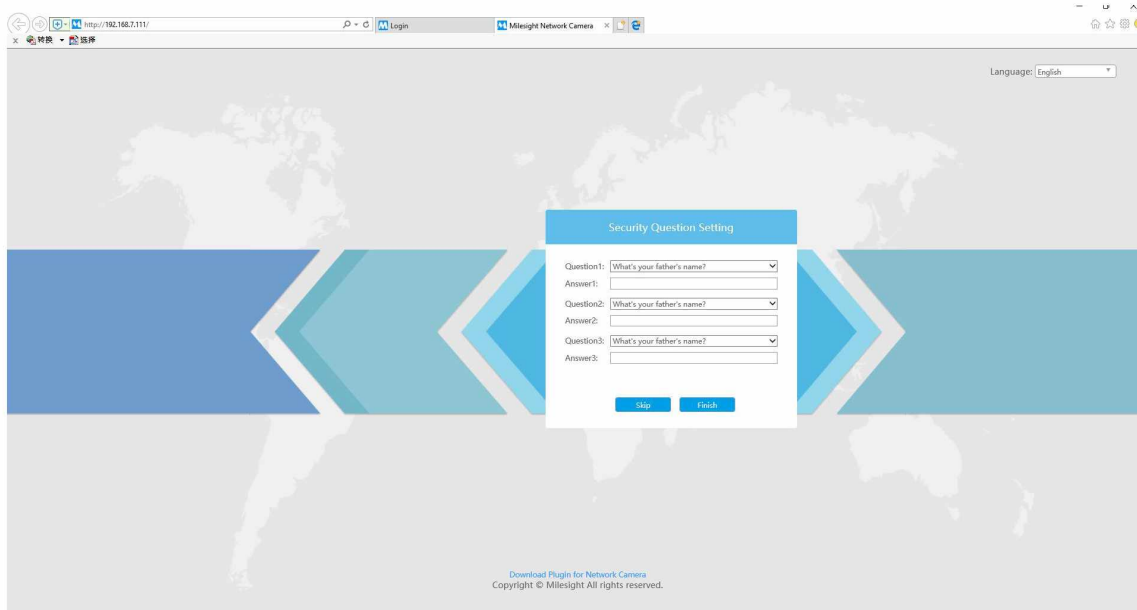 http://192.168.7.111/
Login
Milesight Network Camera
转换
选择
Language: English
Security Question Setting
Question1: What's your father's name?
Answer1:
Question2: What's your father's name?
Answer2:
Question3: What's your father's name?
Answer3:
Skip Finish
Download Plugin for Network Camera
Copyright © Milesight All rights reserved.